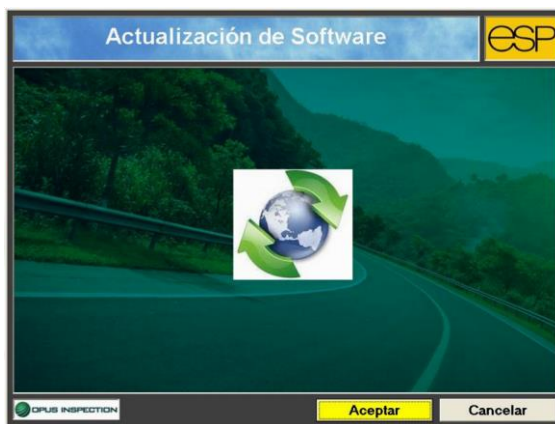 Actualización de Software
esp
OPUS INSPECTION
Aceptar
Cancelar